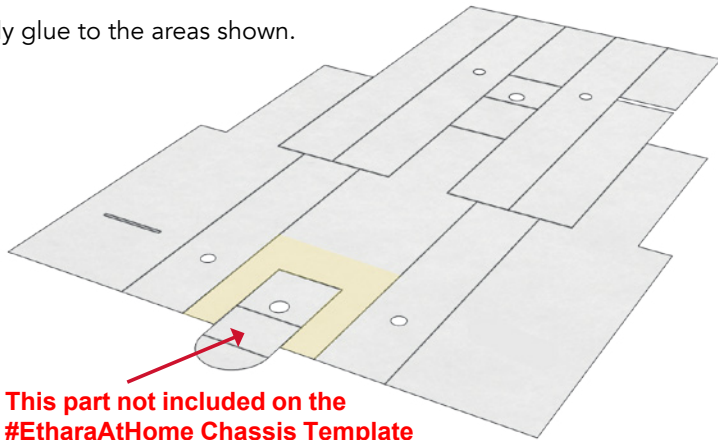 glue to the areas shown.
This part not included on the
#EtharaAtHome Chassis Template